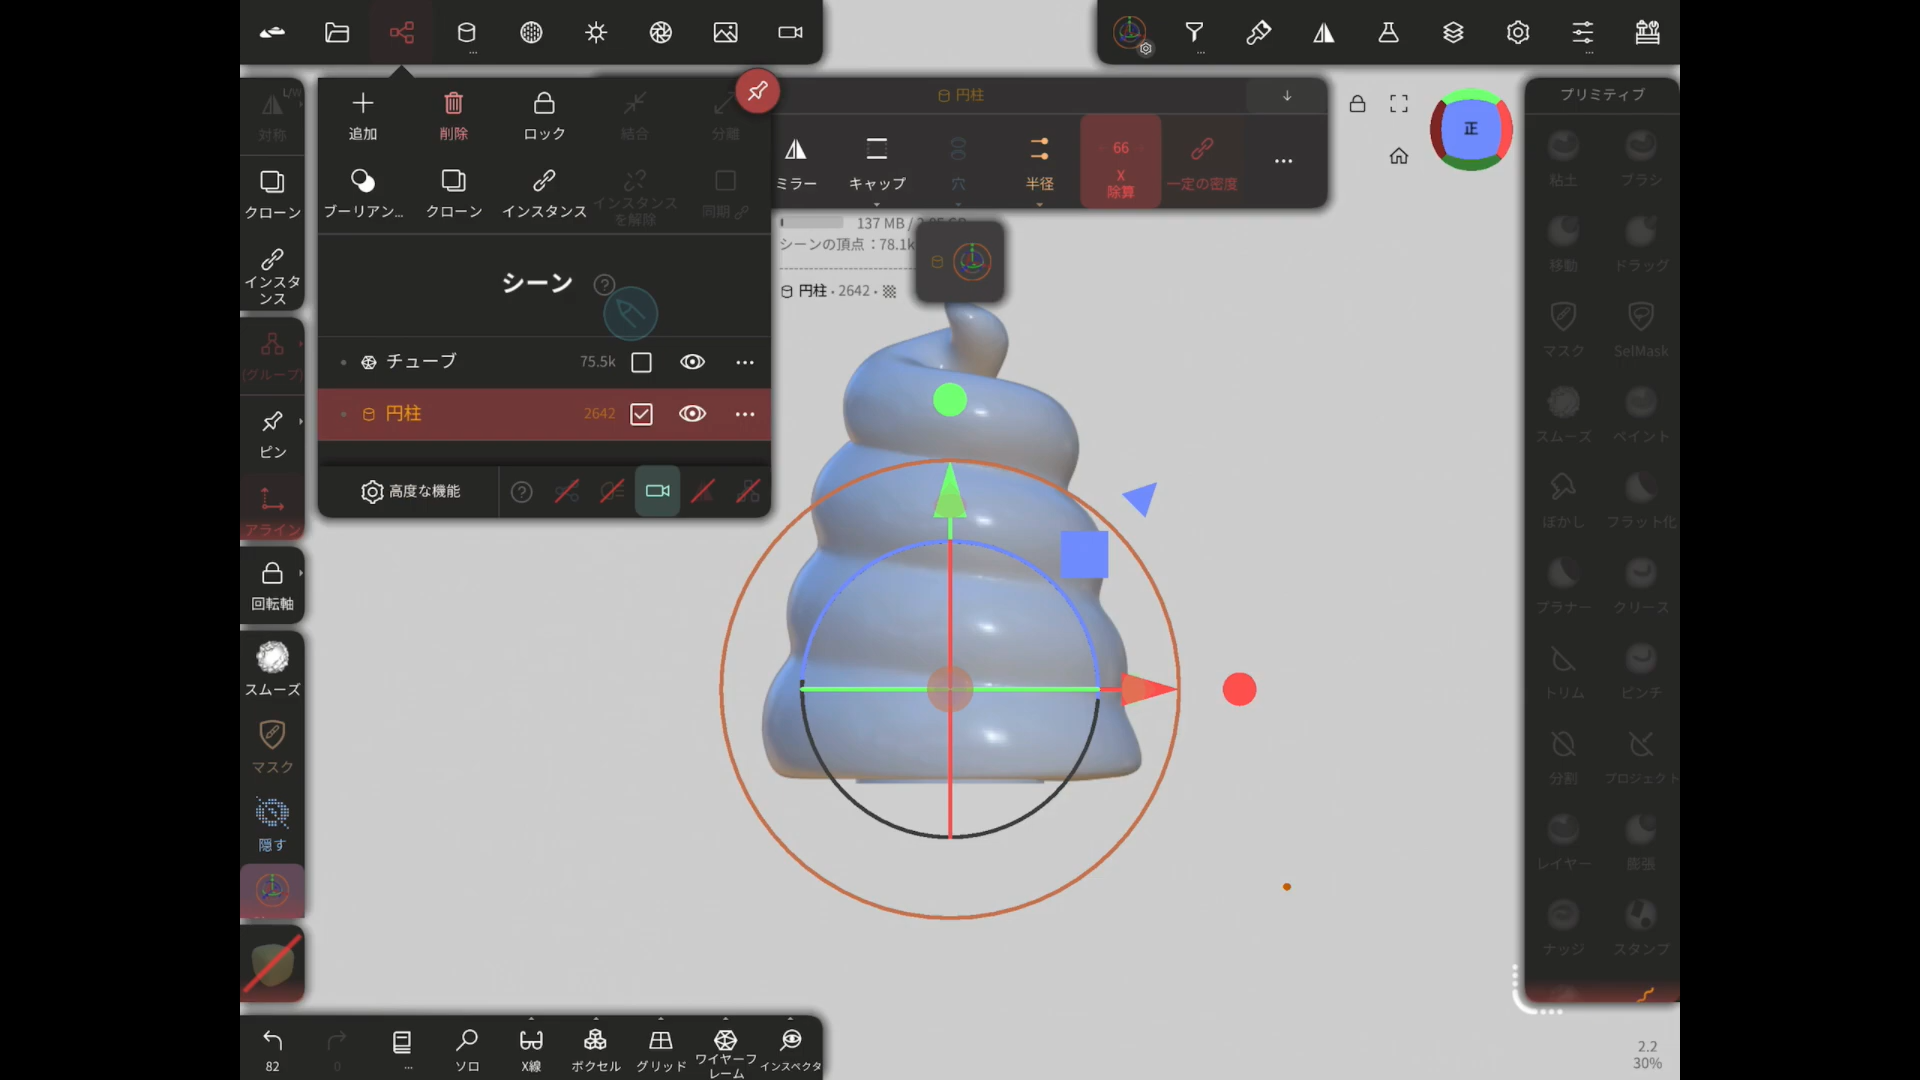 L/W
対称
クローン
インスタ
ンス
(グループ)
ピン
アライン
回転軸
スムーズ
マスク
隠す
追加
削除
ロック
結合
分離
ブーリアン...
クローン
インスタンス
インスタンス
を解除
同期
シーン ?
チューブ 75.5k
円柱 2642
高度な機能 ?
円柱
ミラー
キャップ
穴
半径
66
X
除算
一定の密度
137 MB /
シーンの頂点：78.1k
円柱 • 2642 •
正
プリミティブ
粘土 ブラシ
移動 ドラッグ
マスク SelMask
スムーズ ペイント
ぼかし フラット化
プラナー クリース
トリム ピンチ
分割 プロジェクト
レイヤー 膨張
ナッジ スタンプ
82
0
...
ソロ
X線
ボクセル
グリッド
ワイヤーフ
レーム
インスペクタ
2.2
30%